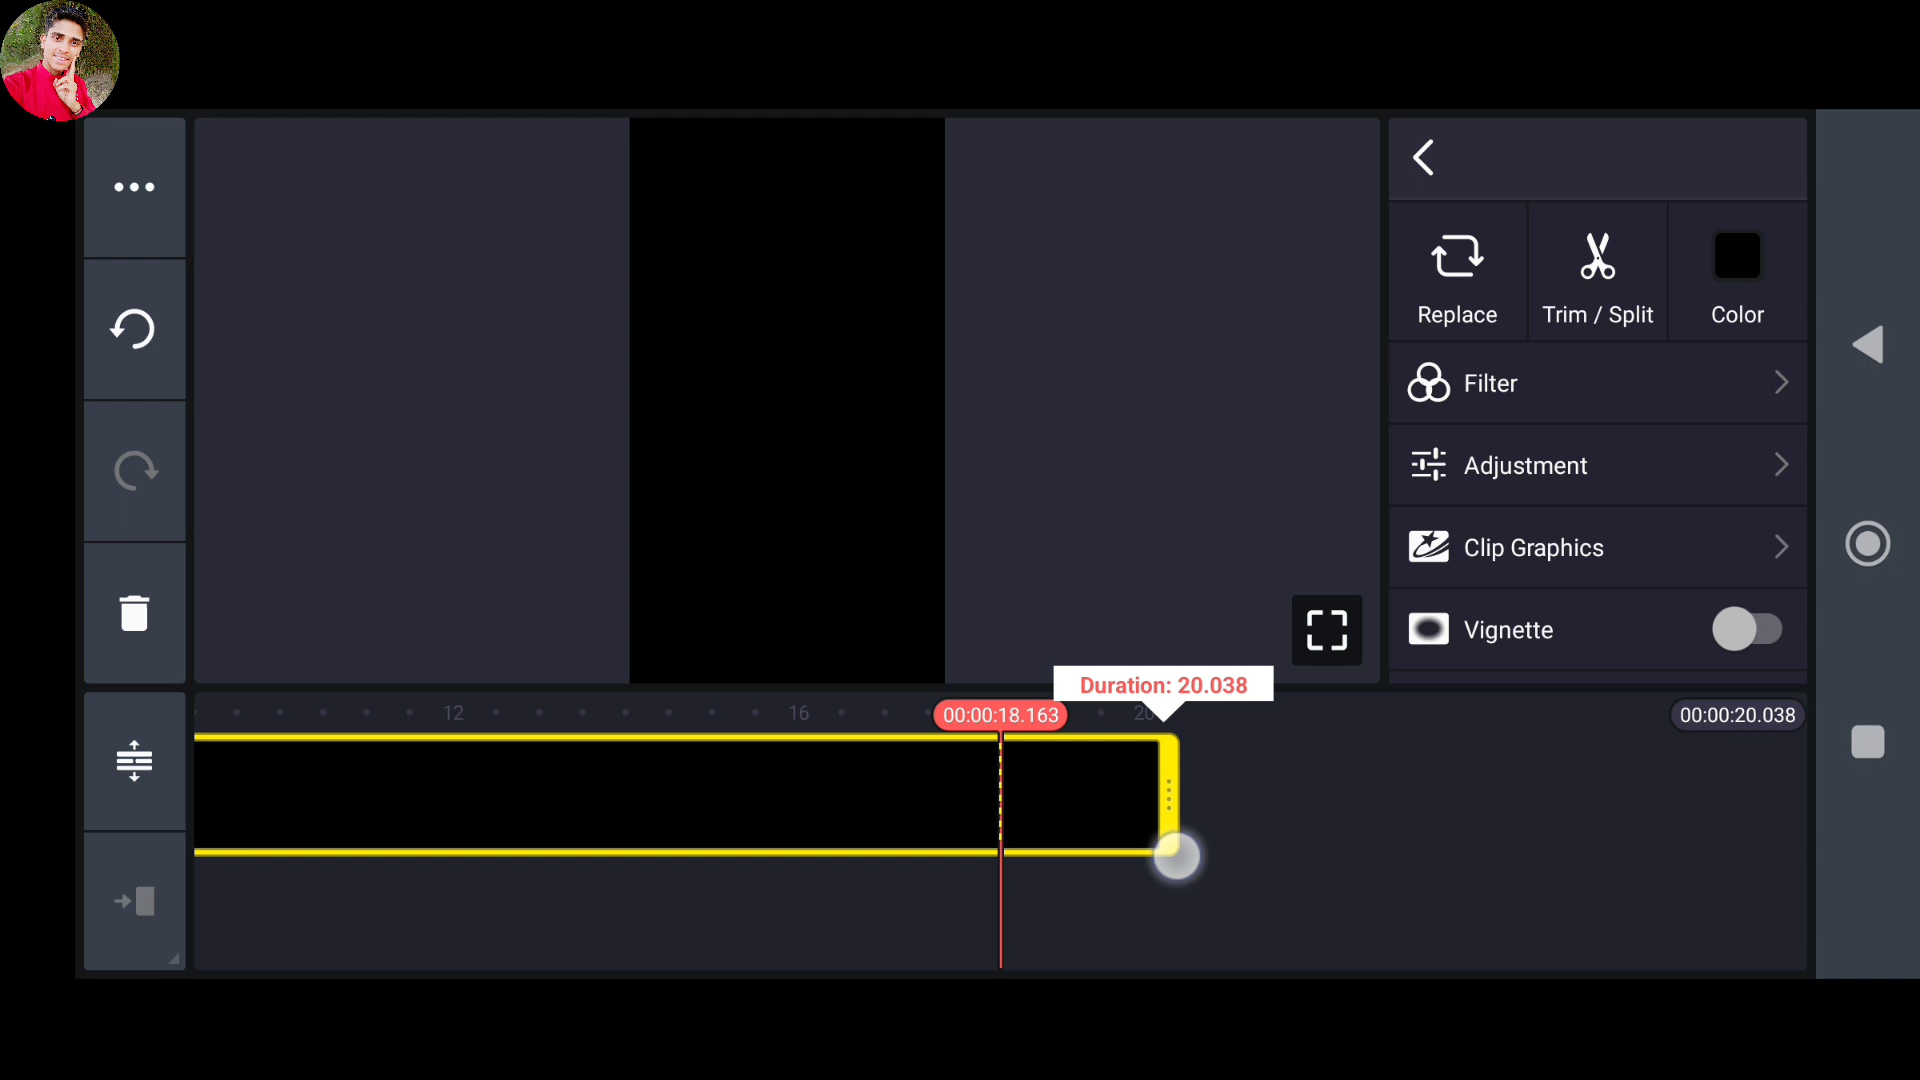 Replace
Trim / Split
Color
Filter
Adjustment
Clip Graphics
Vignette
Duration: 20.038
12
16
00:00:18.163
20
00:00:20.038